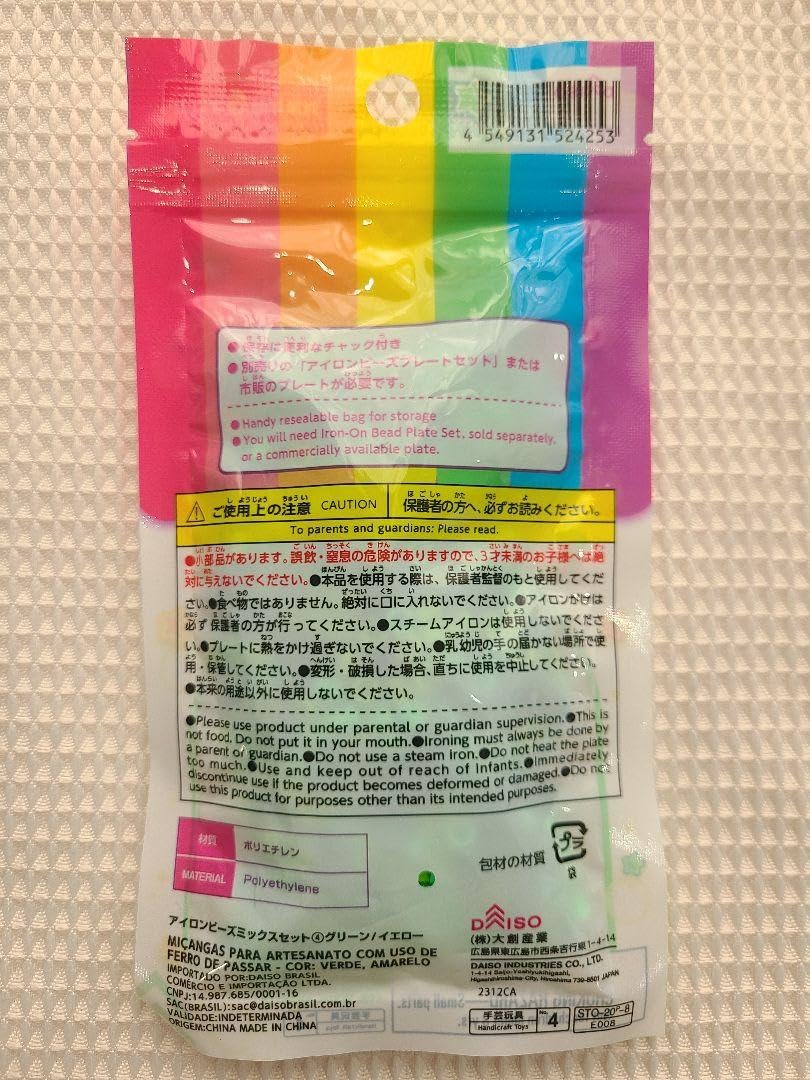 4 549131 524253
●保存に便利なチャック付き
●別売りの「アイロンビーズプレートセット」または
市販のプレートが必要です。
●Handy resealable bag for storage
●You will need Iron-On Bead Plate Set, sold separately,
or a commercially available plate.
ご使用上の注意 CAUTION 保護者の方へ、必ずお読みください。
To parents and guardians: Please read.
●小部品があります。誤飲・窒息の危険がありますので、3才未満のお子様へは絶
対に与えないでください。●本品を使用する際は、保護者監督のもと使用してくだ
さい。●食べ物ではありません。絶対に口に入れないでください。●アイロンがけは
必ず保護者の方が行ってください。●スチームアイロンは使用しないでくださ
い。●プレートに熱をかけ過ぎないでください。●乳幼児の手の届かない場所で使
用・保管してください。●変形・破損した場合、直ちに使用を中止してください。
●本来の用途以外に使用しないでください。
●Please use product under parental or guardian supervision.●This is
not food. Do not put it in your mouth.●Ironing must always be done by
a parent or guardian.●Do not use a steam iron.●Do not heat the plate
too much.●Use and keep out of reach of Infants.●Immediately
discontinue use if the product becomes deformed or damaged.●Do not
use this product for purposes other than its intended purposes.
材質 ポリエチレン
MATERIAL Polyethylene
包材の材質 プラ
アイロンビーズミックスセット④グリーン/イエロー
MIÇANGAS PARA ARTESANATO COM USO DE
FERRO DE PASSAR - COR: VERDE, AMARELO
IMPORTADO POR:DAISO BRASIL
COMÉRCIO E IMPORTAÇÃO LTDA.
CNPJ:14.987.685/0001-16
SAC(BRASIL):sac@daisobrasil.com.br
VALIDADE:INDETERMINADA
ORIGEM:CHINA MADE IN CHINA
DAISO
(株)大創産業
広島県東広島市西条吉行東1-4-14
DAISO INDUSTRIES CO., LTD.
1-4-14 Saijo-Yoshiyukihigashi,
Higashihiroshima-City, Hiroshima 739-8501 JAPAN
2312CA
手芸玩具
Handicraft Toys
No. 4
STO-20P-8
E008